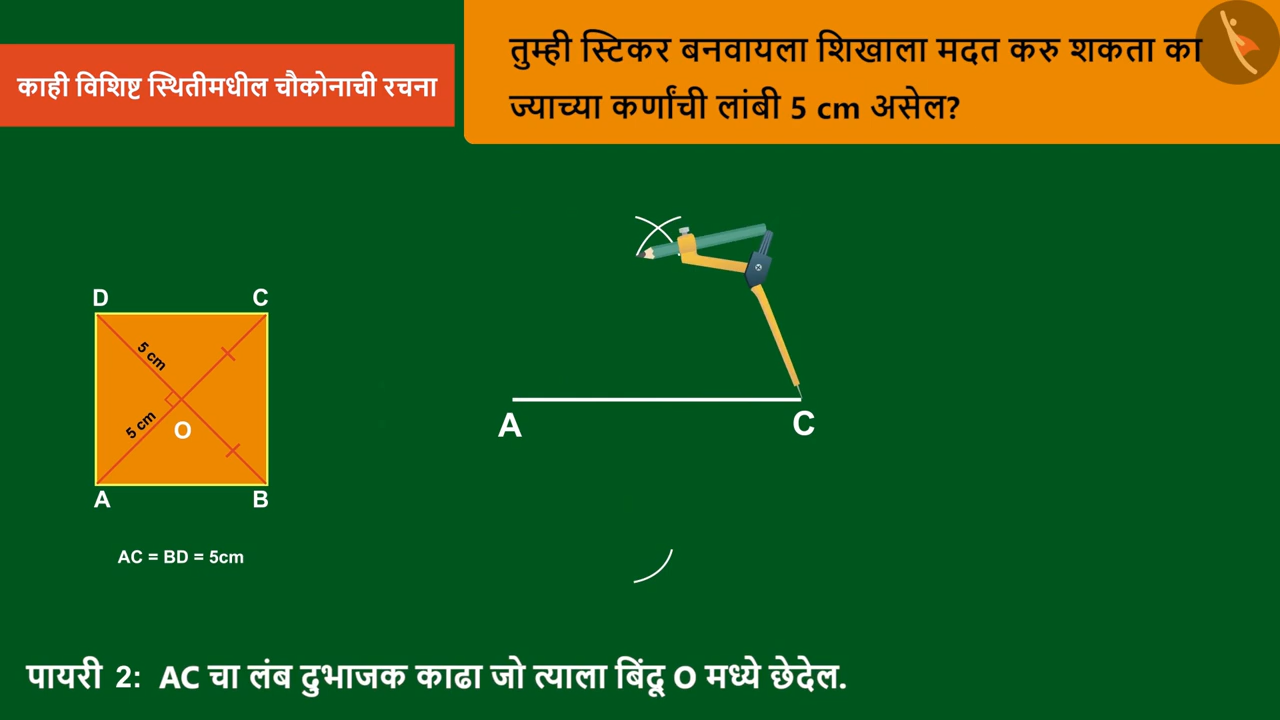 काही विशिष्ट स्थितीमधील चौकोनाची रचना
तुम्ही स्टिकर बनवायला शिखाला मदत करु शकता का
ज्याच्या कर्णांची लांबी 5 cm असेल?
D
C
5 cm
5 cm
O
A
B
AC = BD = 5cm
A
C
पायरी 2: AC चा लंब दुभाजक काढा जो त्याला बिंदू O मध्ये छेदेल.